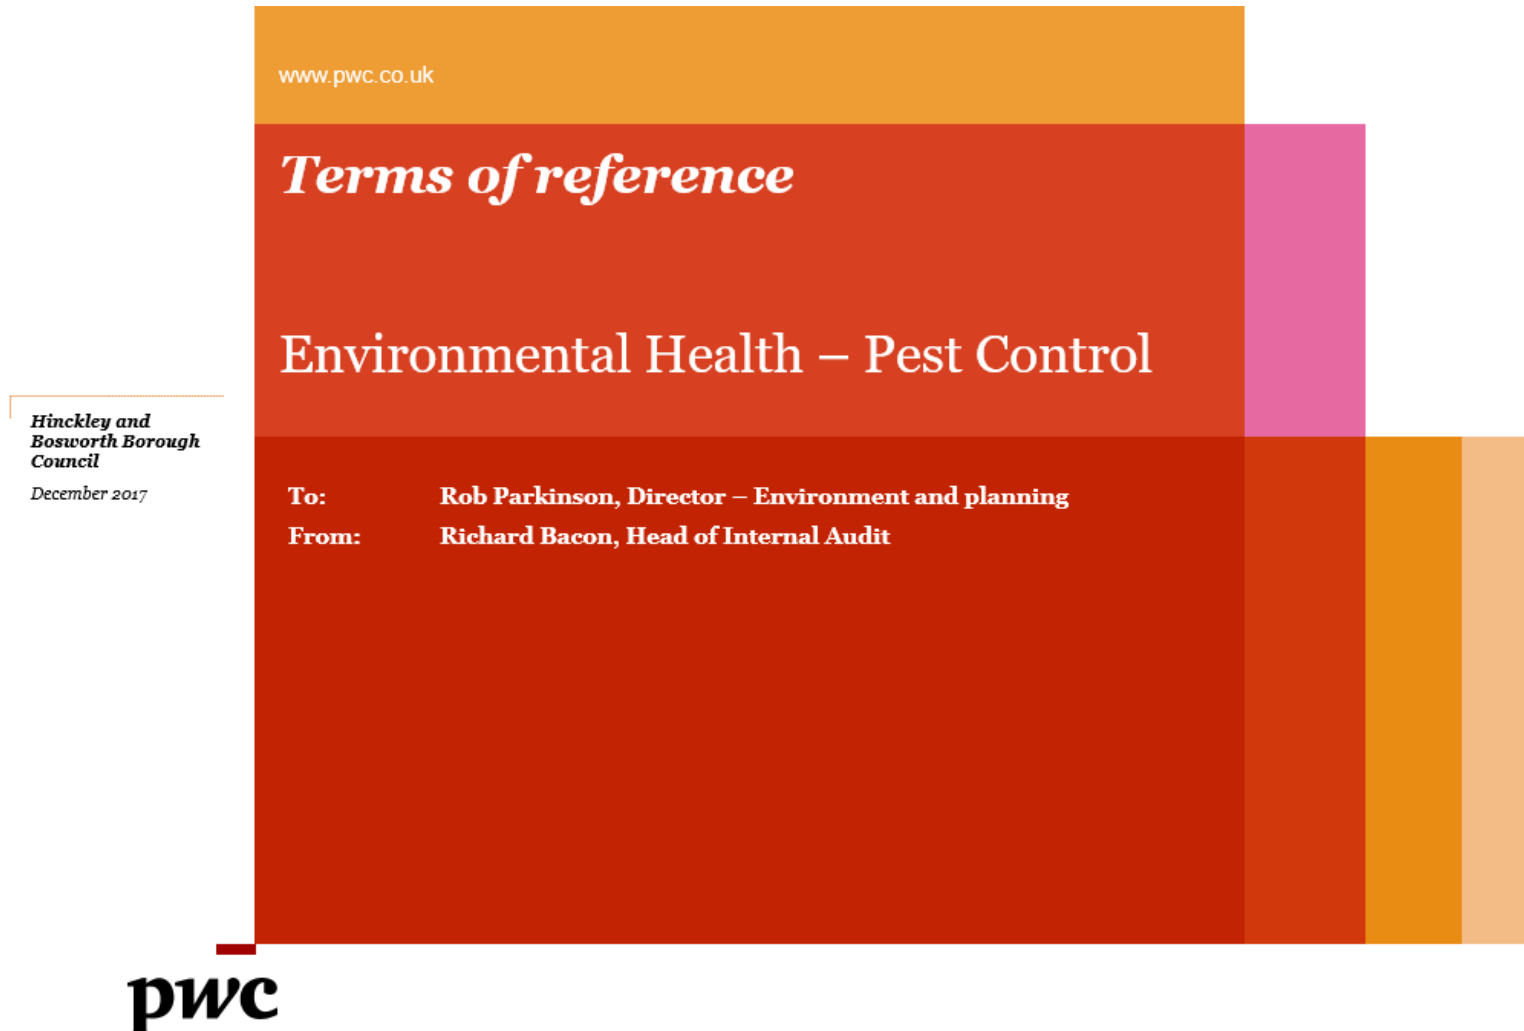 www.pwc.co.uk
Terms of reference
Environmental Health – Pest Control
Hinckley and
Bosworth Borough
Council
December 2017
To: Rob Parkinson, Director – Environment and planning
From: Richard Bacon, Head of Internal Audit
pwc